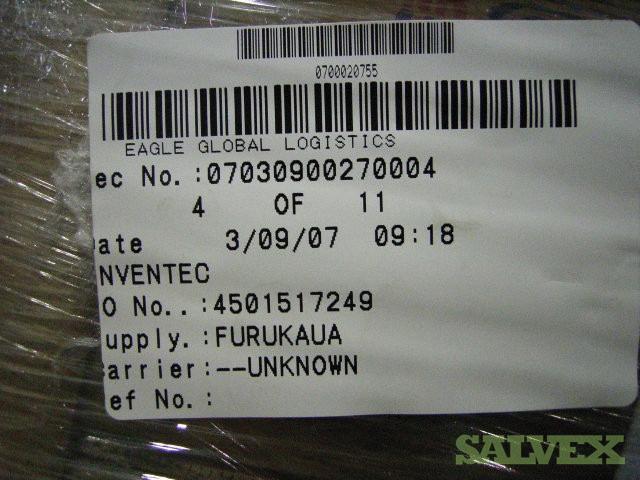 0700020755
EAGLE GLOBAL LOGISTICS
ec No.:07030900270004
4 OF 11
ate 3/09/07 09:18
NVENTEC
O No..:4501517249
upply.:FURUKAUA
arrier:--UNKNOWN
ef No.:
SALVEX